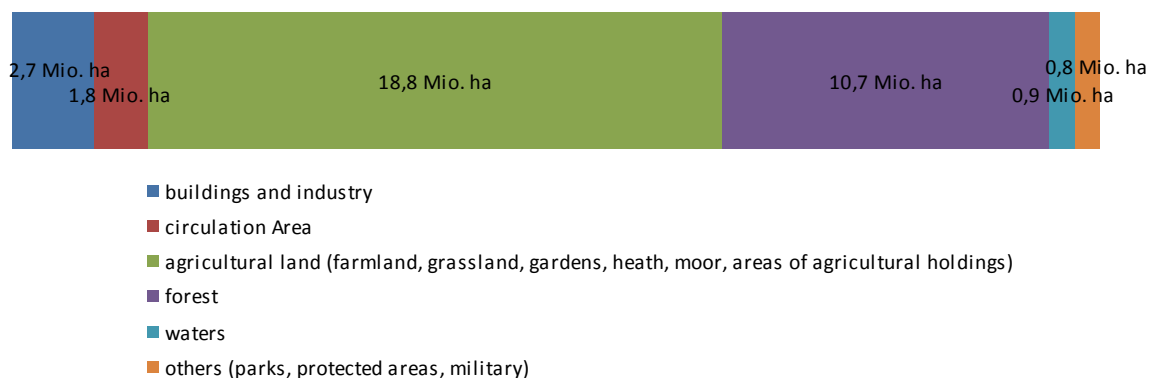 2,7 Mio. ha
1,8 Mio. ha
18,8 Mio. ha
10,7 Mio. ha
0,9 Mio. ha
0,8 Mio. ha
buildings and industry
circulation Area
agricultural land (farmland, grassland, gardens, heath, moor, areas of agricultural holdings)
forest
waters
others (parks, protected areas, military)